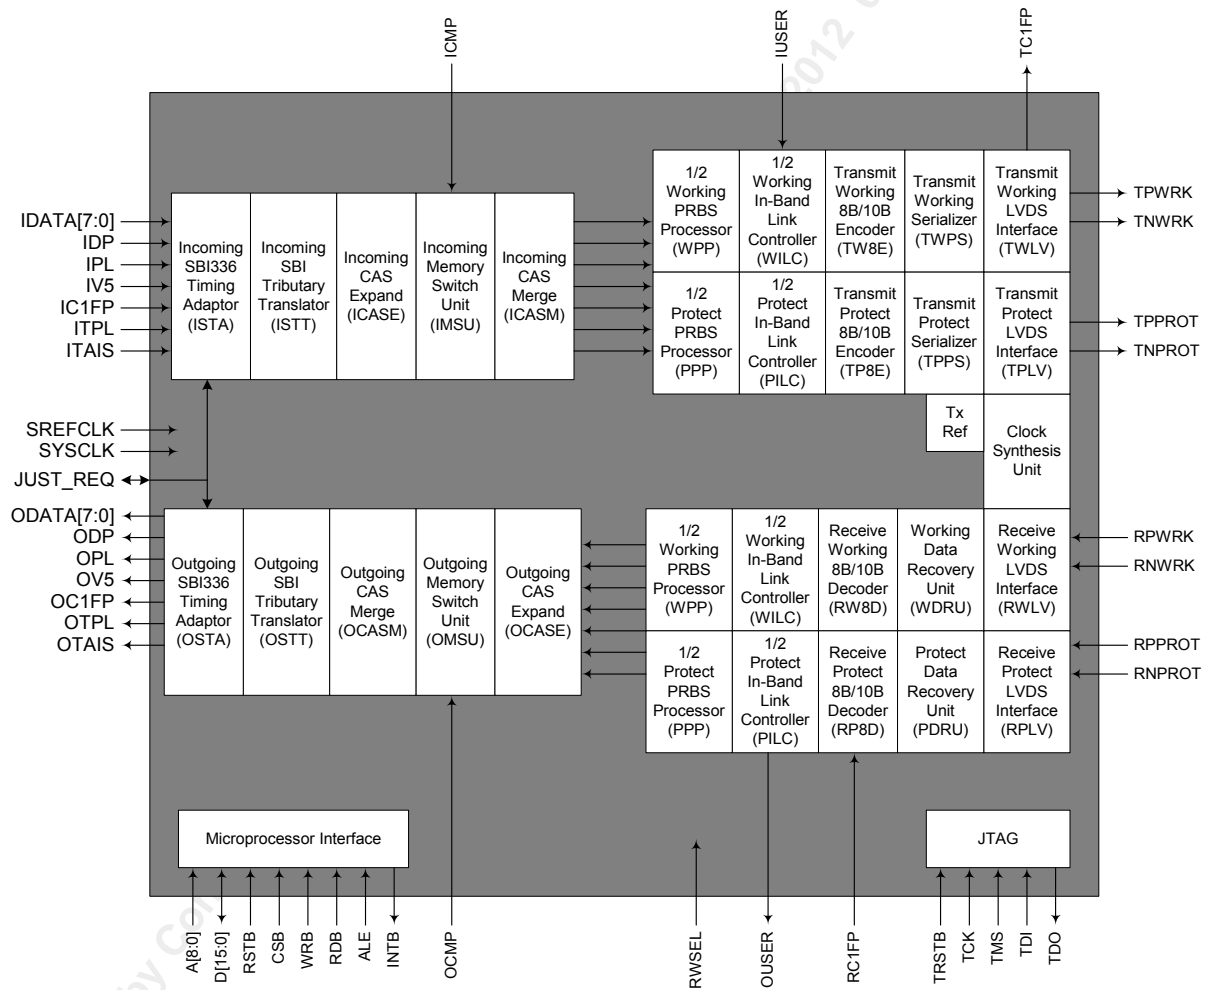 ICMP
IUSER
TC1FP
2012
IDATA[7:0]
IDP
IPL
IV5
IC1FP
ITPL
ITAIS
Incoming
SBI336
Timing
Adaptor
(ISTA)
Incoming
SBI
Tributary
Translator
(ISTT)
Incoming
CAS
Expand
(ICASE)
Incoming
Memory
Switch
Unit
(IMSU)
Incoming
CAS
Merge
(ICASM)
1/2
Working
PRBS
Processor
(WPP)
1/2
Working
In-Band
Link
Controller
(WILC)
Transmit
Working
8B/10B
Encoder
(TW8E)
Transmit
Working
Serializer
(TWPS)
Transmit
Working
LVDS
Interface
(TWLV)
TPWRK
TNWRK
1/2
Protect
PRBS
Processor
(PPP)
1/2
Protect
In-Band
Link
Controller
(PILC)
Transmit
Protect
8B/10B
Encoder
(TP8E)
Transmit
Protect
Serializer
(TPPS)
Transmit
Protect
LVDS
Interface
(TPLV)
TPPROT
TNPROT
SREFCLK
SYSCLK
JUST_REQ
Tx
Ref
Clock
Synthesis
Unit
ODATA[7:0]
ODP
OPL
OV5
OC1FP
OTPL
OTAIS
Outgoing
SBI336
Timing
Adaptor
(OSTA)
Outgoing
SBI
Tributary
Translator
(OSTT)
Outgoing
CAS
Merge
(OCASM)
Outgoing
Memory
Switch
Unit
(OMSU)
Outgoing
CAS
Expand
(OCASE)
1/2
Working
PRBS
Processor
(WPP)
1/2
Working
In-Band
Link
Controller
(WILC)
Receive
Working
8B/10B
Decoder
(RW8D)
Working
Data
Recovery
Unit
(WDRU)
Receive
Working
LVDS
Interface
(RWLV)
RPWRK
RNWRK
1/2
Protect
PRBS
Processor
(PPP)
1/2
Protect
In-Band
Link
Controller
(PILC)
Receive
Protect
8B/10B
Decoder
(RP8D)
Protect
Data
Recovery
Unit
(PDRU)
Receive
Protect
LVDS
Interface
(RPLV)
RPPROT
RNPROT
Microprocessor Interface
JTAG
A[8:0]
D[15:0]
RSTB
CSB
WRB
RDB
ALE
INTB
OCMP
RWSEL
OUSER
RC1FP
TRSTB
TCK
TMS
TDI
TDO
by